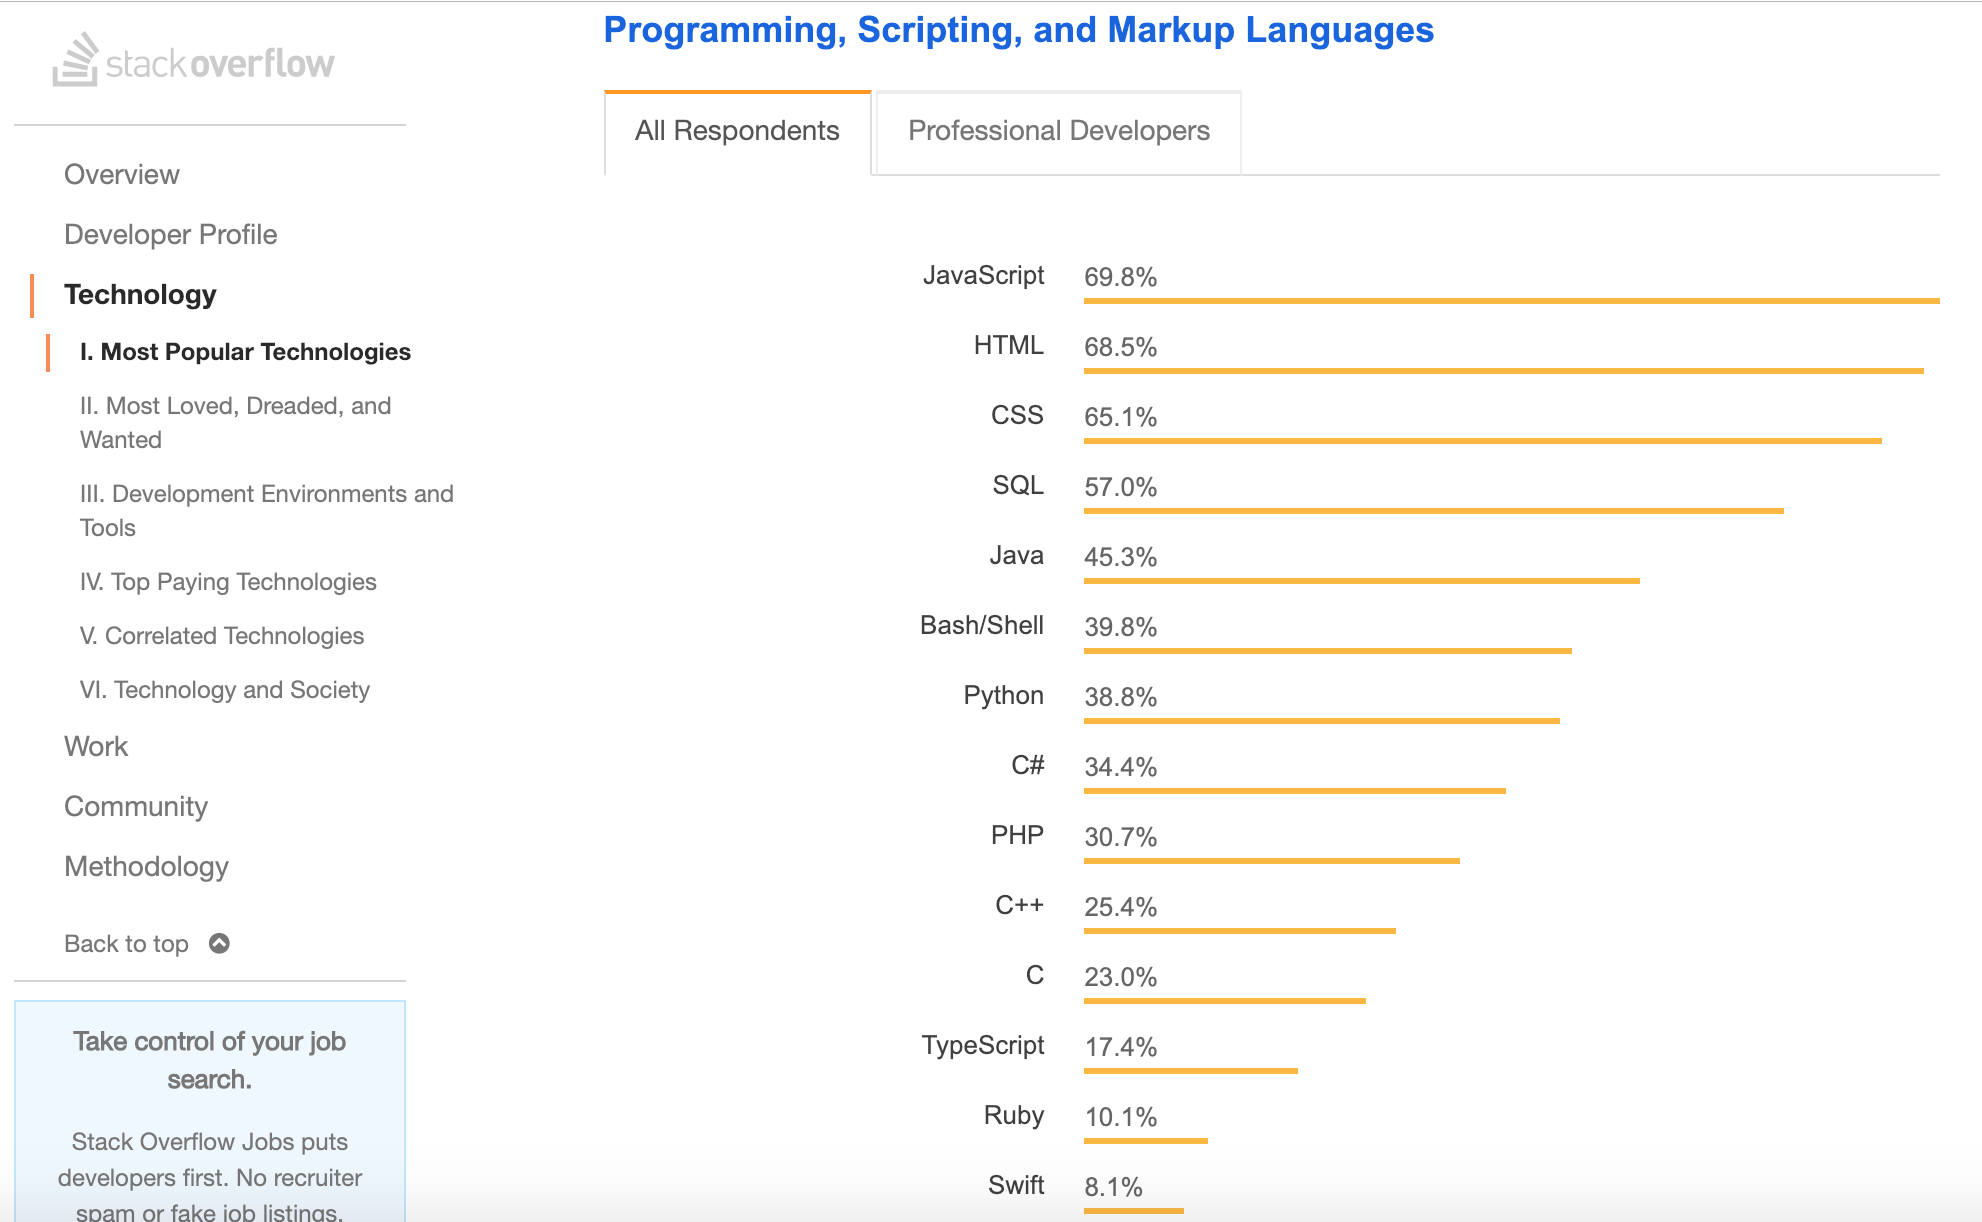 stackoverflow
Overview
Developer Profile
Technology
I. Most Popular Technologies
II. Most Loved, Dreaded, and
Wanted
III. Development Environments and
Tools
IV. Top Paying Technologies
V. Correlated Technologies
VI. Technology and Society
Work
Community
Methodology
Back to top
Take control of your job
search.
Stack Overflow Jobs puts
developers first. No recruiter
spam or fake job listings.
Programming, Scripting, and Markup Languages
All Respondents
Professional Developers
JavaScript 69.8%
HTML 68.5%
CSS 65.1%
SQL 57.0%
Java 45.3%
Bash/Shell 39.8%
Python 38.8%
C# 34.4%
PHP 30.7%
C++ 25.4%
C 23.0%
TypeScript 17.4%
Ruby 10.1%
Swift 8.1%